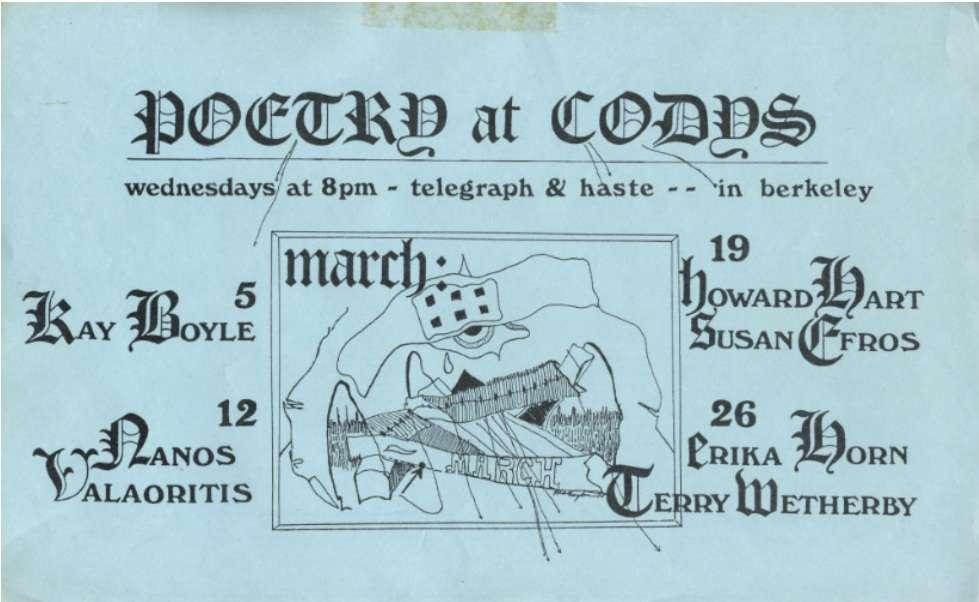 POETRY at CODYS
wednesdays at 8pm - telegraph & haste -- in berkeley
march:
5
KAY BOYLE
12
NANOS
VALAORITIS
19
HOWARD HART
SUSAN EFROS
26
ERIKA HORN
TERRY WETHERBY
MARCH